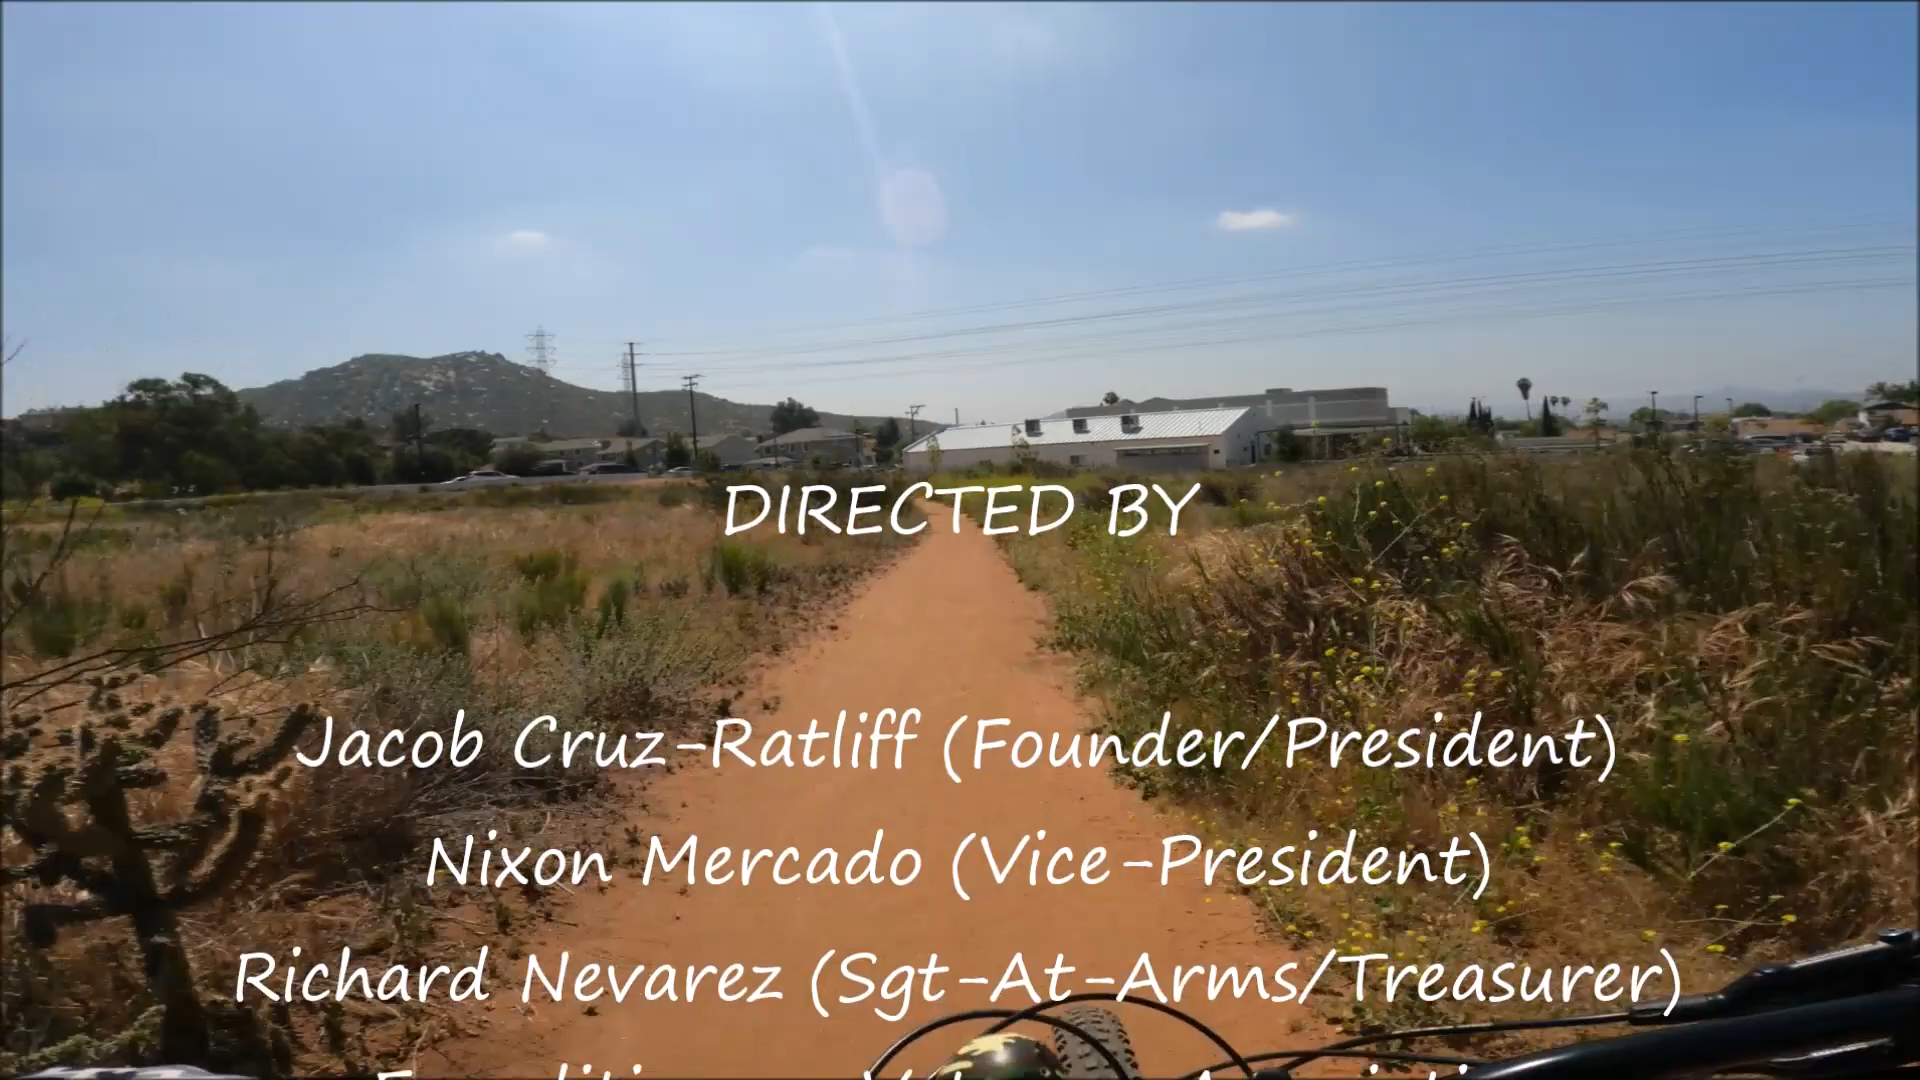 DIRECTED BY
Jacob Cruz-Ratliff (Founder/President)
Nixon Mercado (Vice-President)
Richard Nevarez (Sgt-At-Arms/Treasurer)